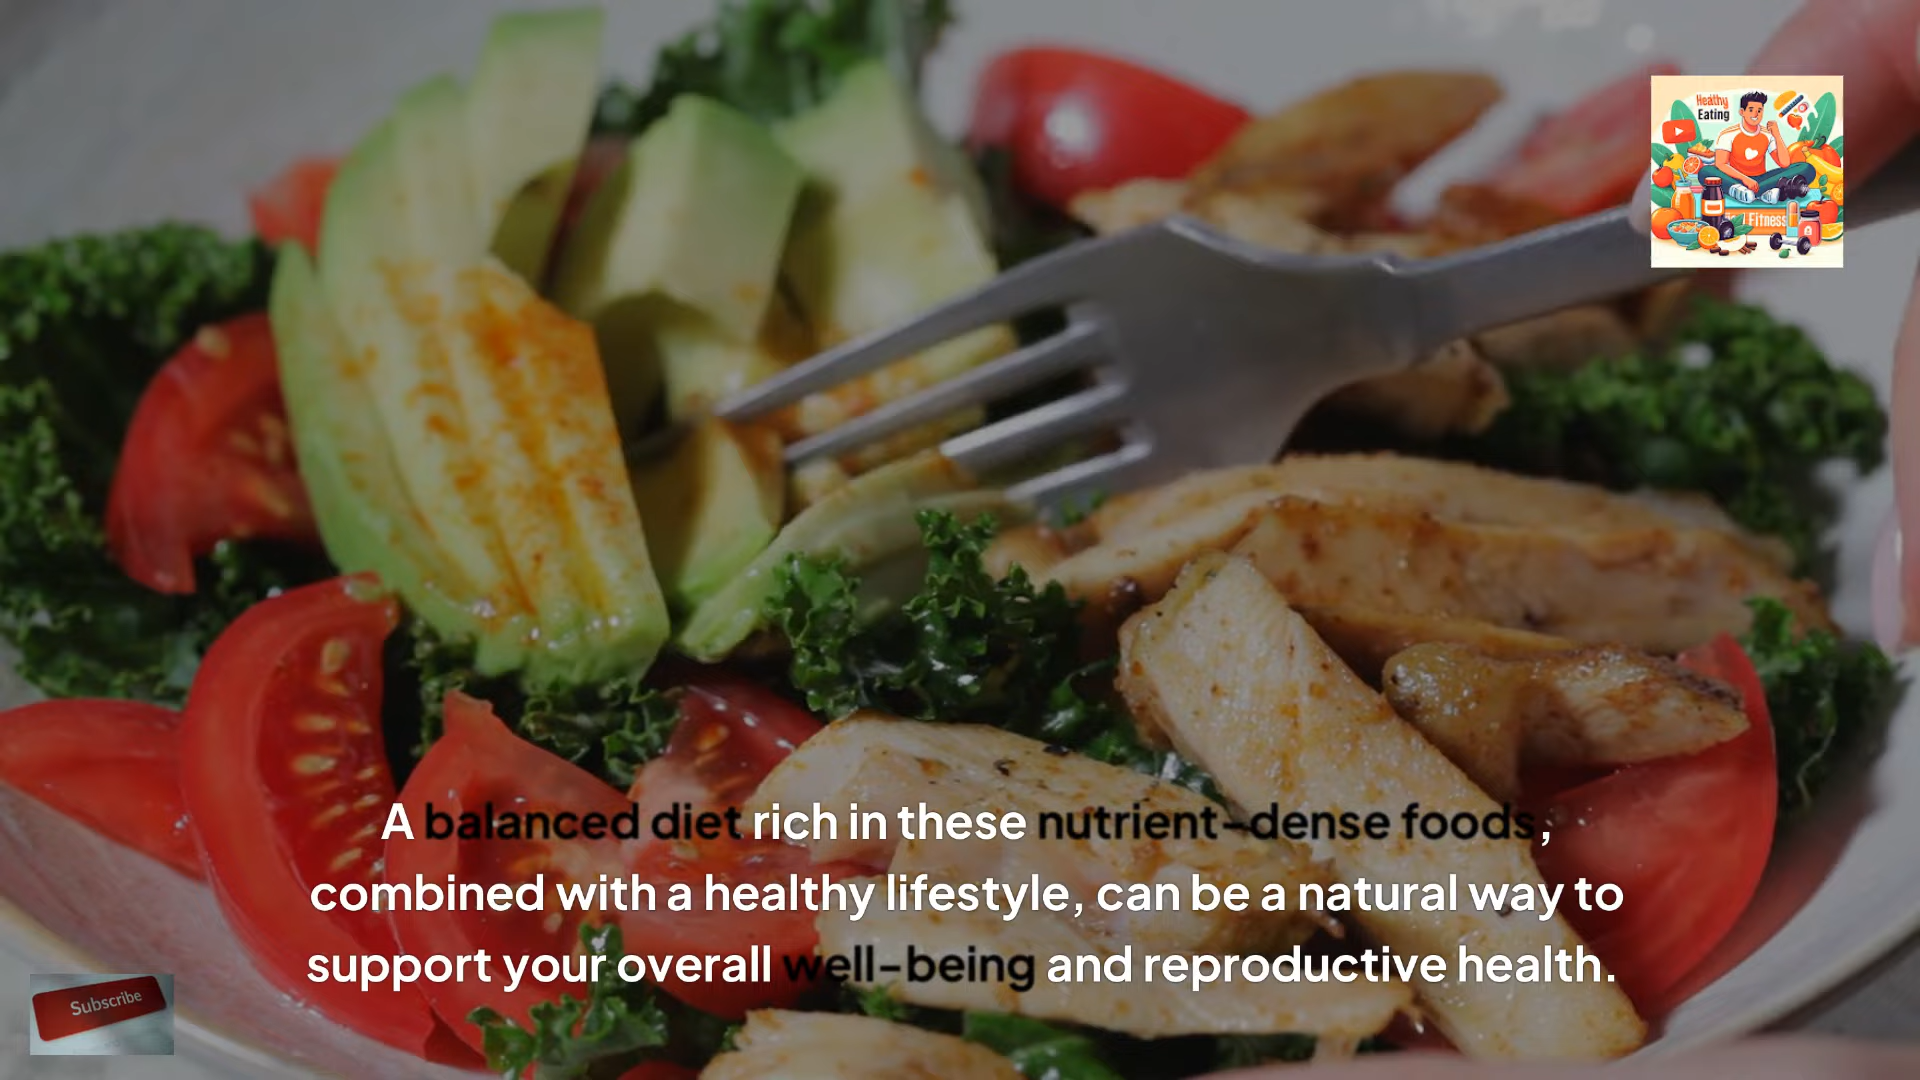 Healthy
Eating
Fitness
A balanced diet rich in these nutrient-dense foods,
combined with a healthy lifestyle, can be a natural way to
support your overall well-being and reproductive health.
Subscribe